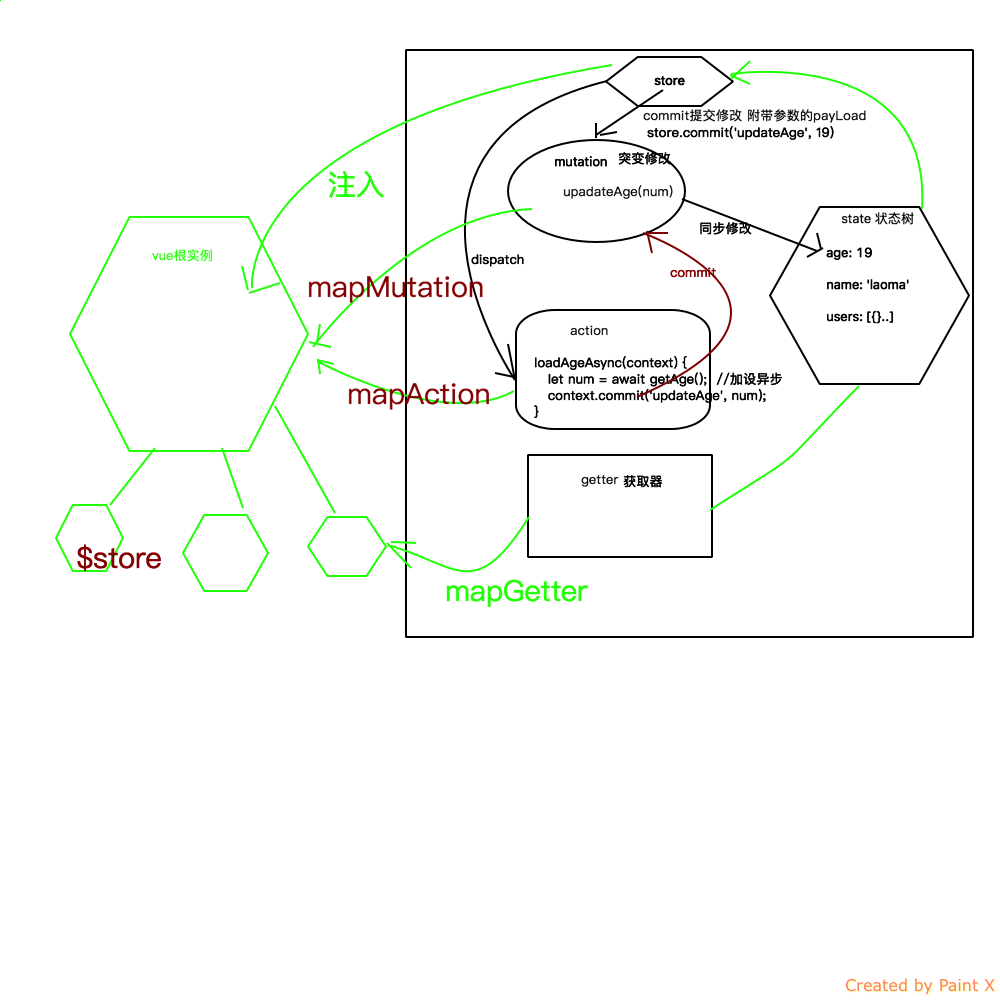 store
commit提交修改 附带参数的payLoad
store.commit('updateAge', 19)
mutation 突变修改
upadateAge(num)
注入
state 状态树
同步修改
vue根实例
age: 19
dispatch
commit
mapMutation
name: 'laoma'
users: [{}..]
action
loadAgeAsync(context) {
let num = await getAge(); //加设异步
mapAction
context.commit('updateAge', num);
}
getter 获取器
$store
mapGetter
Created by Paint X